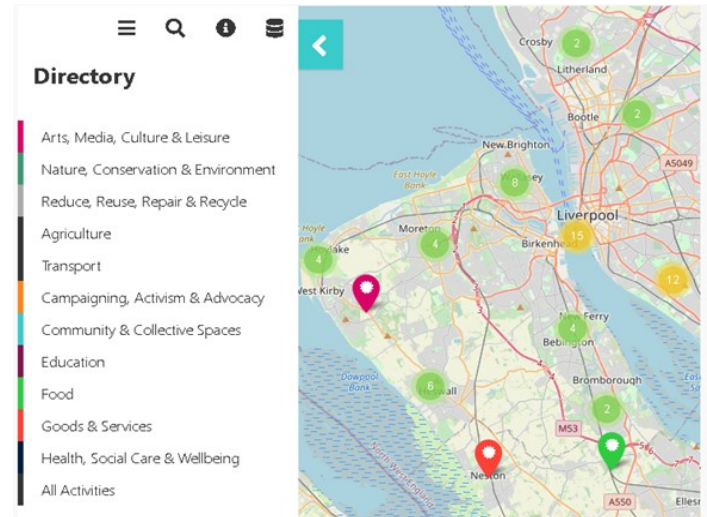 Directory
Arts, Media, Culture & Leisure
Nature, Conservation & Environment
Reduce, Reuse, Repair & Recycle
Agriculture
Transport
Campaigning, Activism & Advocacy
Community & Collective Spaces
Education
Food
Goods & Services
Health, Social Care & Wellbeing
All Activities
Crosby
2
Litherland
2
Bootle
New Brighton
A5049
East Hoyle
Bank
8
Liverpool
15
Moreton
4
4
12
West Kirby
4
Bebington
Dawpool
Bank
6
Bromborough
2
M53
North West England
Neston
A550